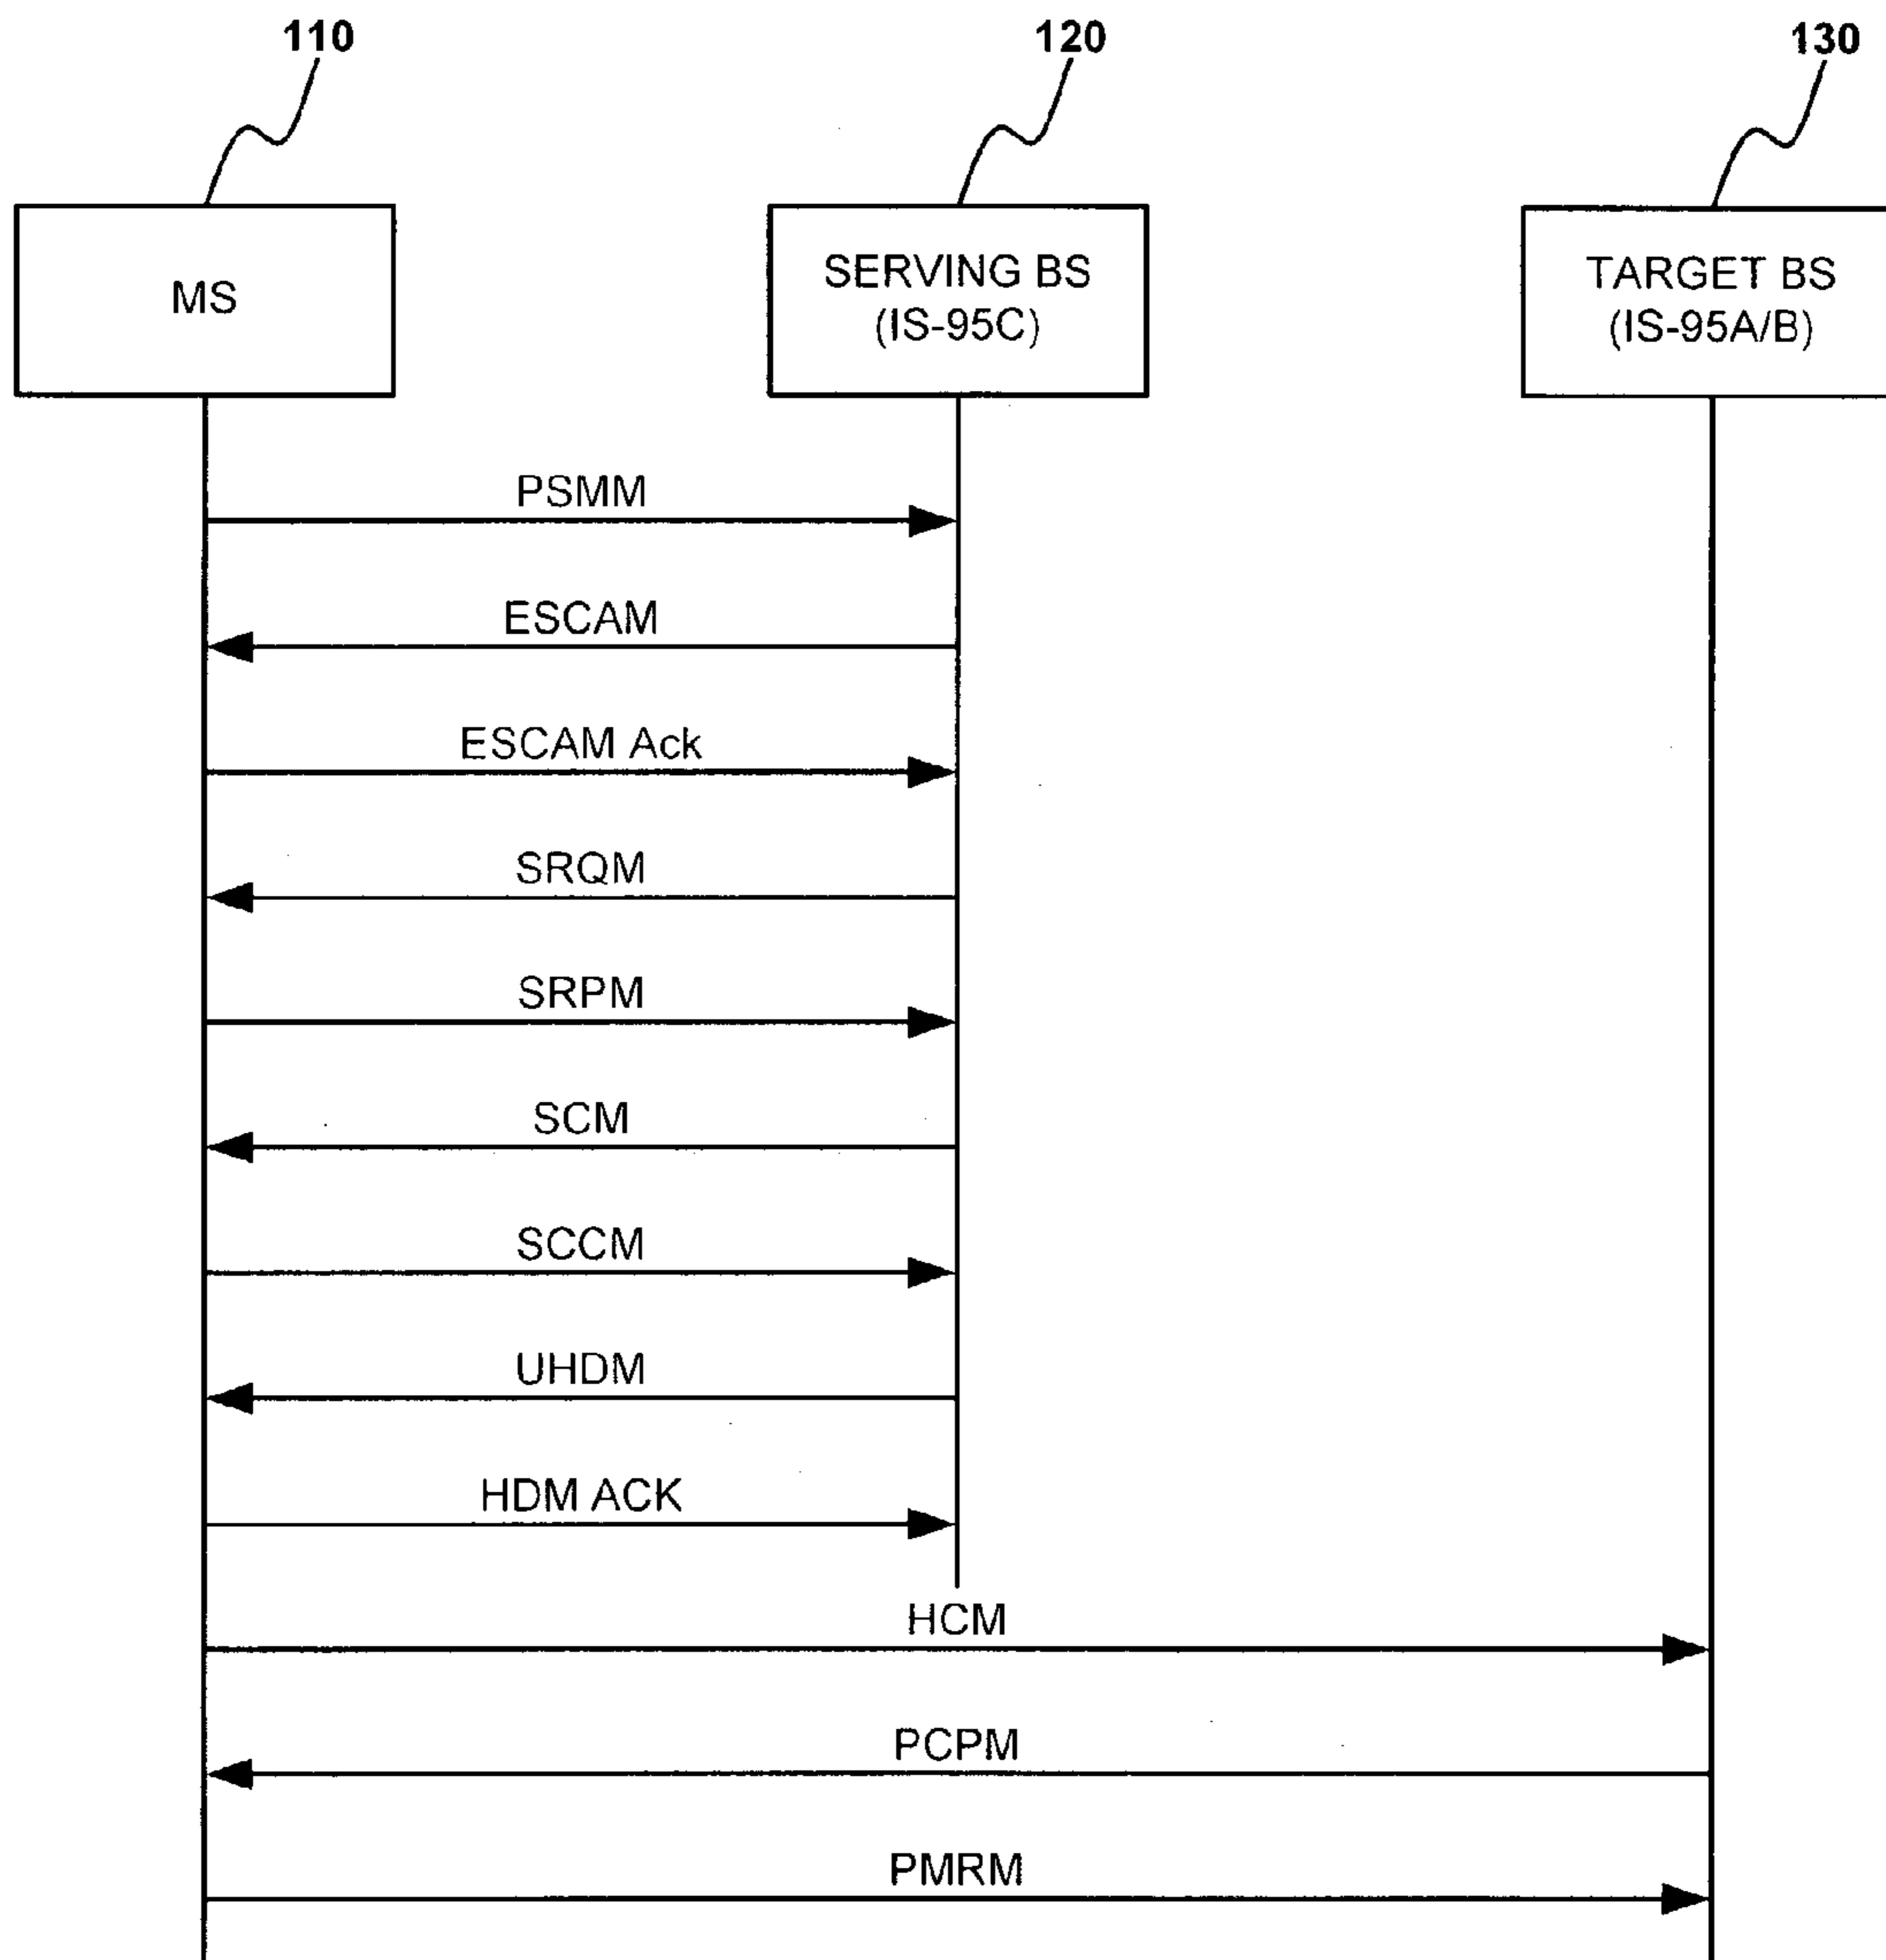 110
120
130
MS
SERVING BS
(IS-95C)
TARGET BS
(IS-95A/B)
PSMM
ESCAM
ESCAM Ack
SRQM
SRPM
SCM
SCCM
UHDM
HDM ACK
HCM
PCPM
PMRM